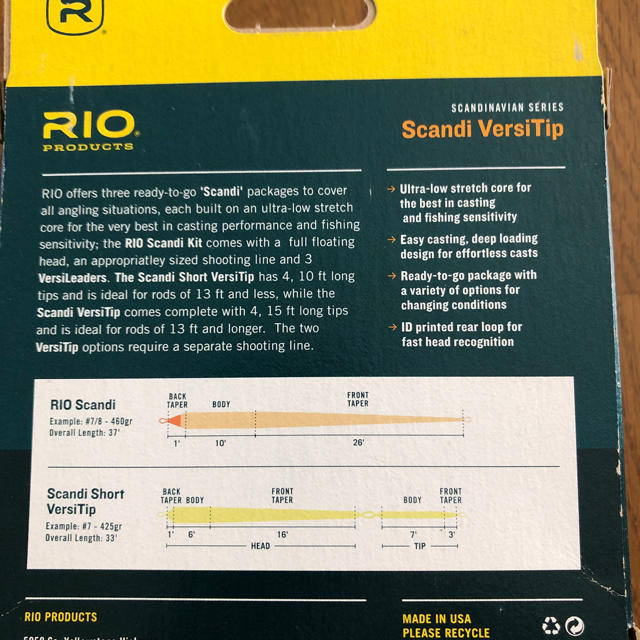 R
RIO
PRODUCTS
SCANDINAVIAN SERIES
Scandi VersiTip
RIO offers three ready-to-go 'Scandi' packages to cover
all angling situations, each built on an ultra-low stretch
core for the very best in casting performance and fishing
sensitivity; the RIO Scandi Kit comes with a full floating
head, an appropriatley sized shooting line and 3
VersiLeaders. The Scandi Short VersiTip has 4, 10 ft long
tips and is ideal for rods of 13 ft and less, while the
Scandi VersiTip comes complete with 4, 15 ft long tips
and is ideal for rods of 13 ft and longer. The two
VersiTip options require a separate shooting line.
→ Ultra-low stretch core for
the best in casting
and fishing sensitivity
→ Easy casting, deep loading
design for effortless casts
→ Ready-to-go package with
a variety of options for
changing conditions
→ ID printed rear loop for
fast head recognition
RIO Scandi
Example: #7/8 - 460gr
Overall Length: 37'
BACK
TAPER
BODY
FRONT
TAPER
1'
10'
26'
Scandi Short
VersiTip
Example: #7 - 425gr
Overall Length: 33'
BACK
TAPER
BODY
FRONT
TAPER
BODY
FRONT
TAPER
1'
6'
16'
7'
3'
HEAD
TIP
RIO PRODUCTS
MADE IN USA
PLEASE RECYCLE